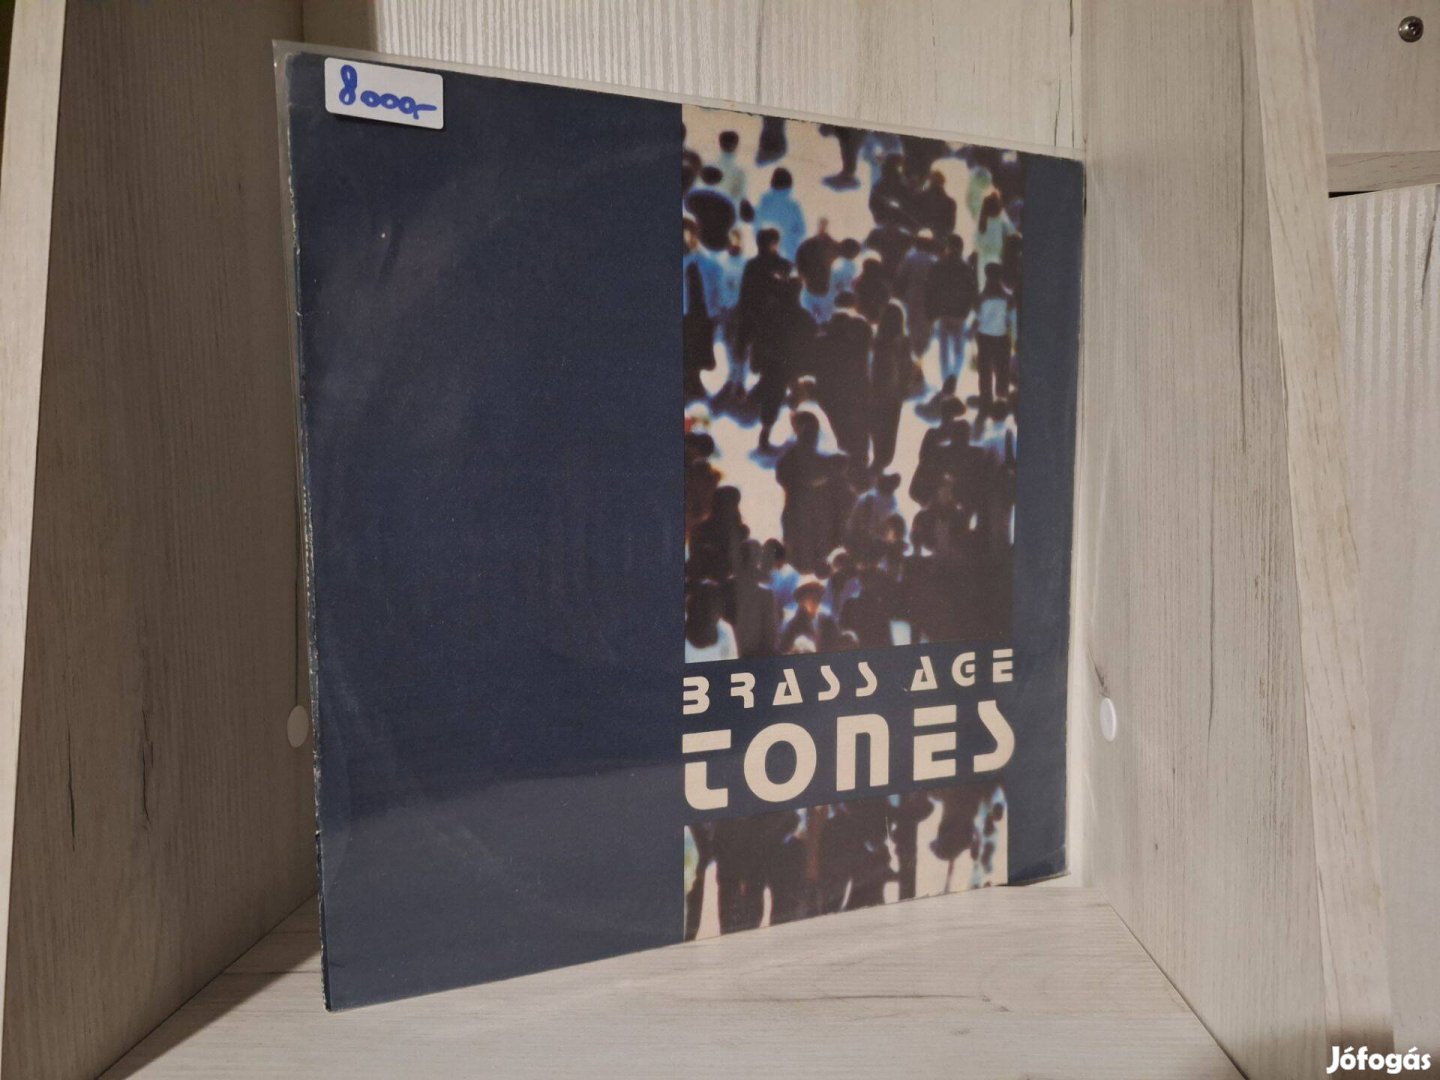 8000,-
BRASS AGE
TONES
Jófogás